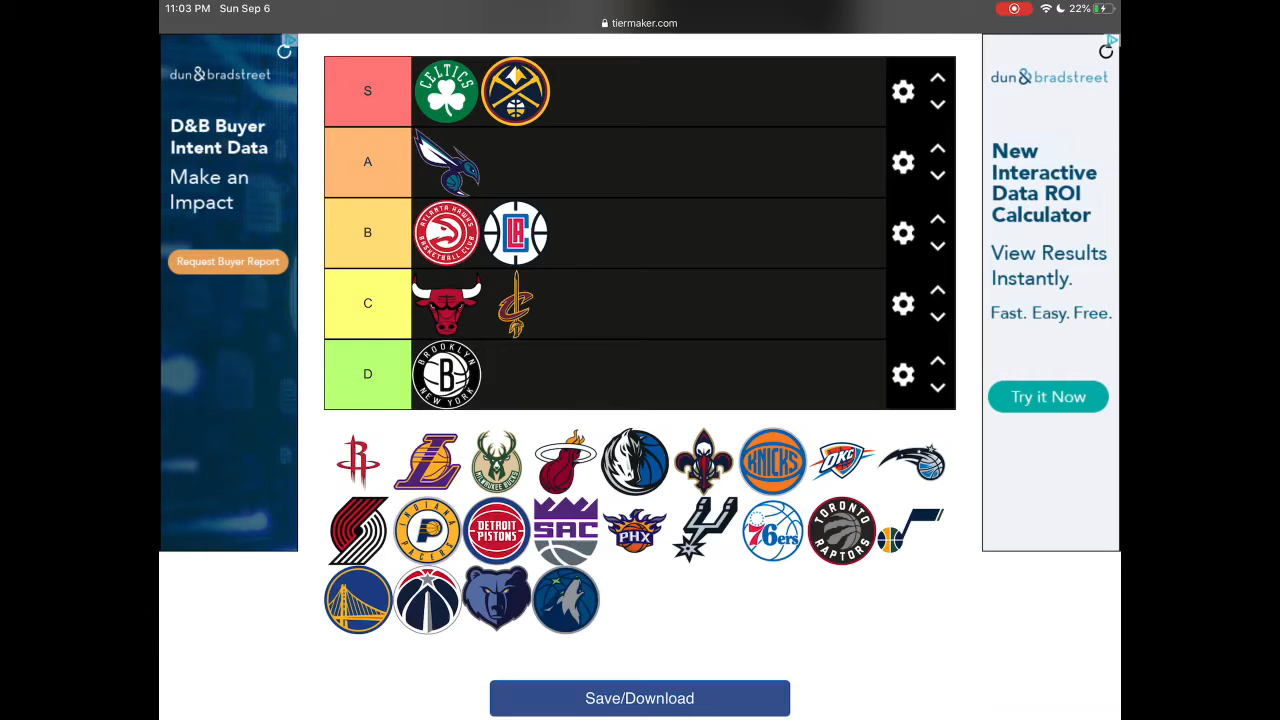 11:03 PM Sun Sep 6
22%
tiermaker.com
dun&bradstreet
D&B Buyer
Intent Data
Make an
Impact
Request Buyer Report
S
CELTICS
A
B
ATLANTA HAWKS
BASKETBALL CLUB
LAC
C
C
D
BROOKLYN
B
NEW YORK
dun&bradstreet
New
Interactive
Data ROI
Calculator
View Results
Instantly.
Fast. Easy. Free.
Try it Now
R
L
MILWAUKEE BUCKS
KNICKS
OKC
INDIANA
P
PACERS
DETROIT
PISTONS
SAC
PHX
76ers
TORONTO
RAPTORS
Save/Download